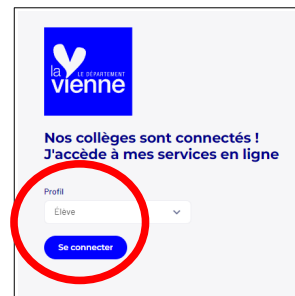 la LE DÉPARTEMENT
vienne
Nos collèges sont connectés !
J'accède à mes services en ligne
Profil
Élève
Se connecter